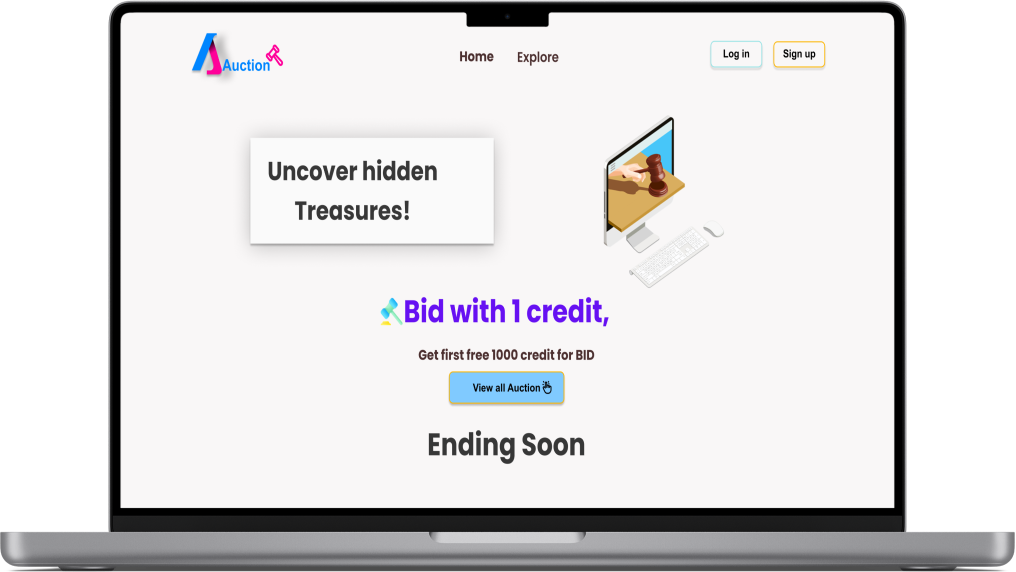 Auction
Home
Explore
Log in
Sign up
Uncover hidden
Treasures!
Bid with 1 credit,
Get first free 1000 credit for BID
View all Auction
Ending Soon